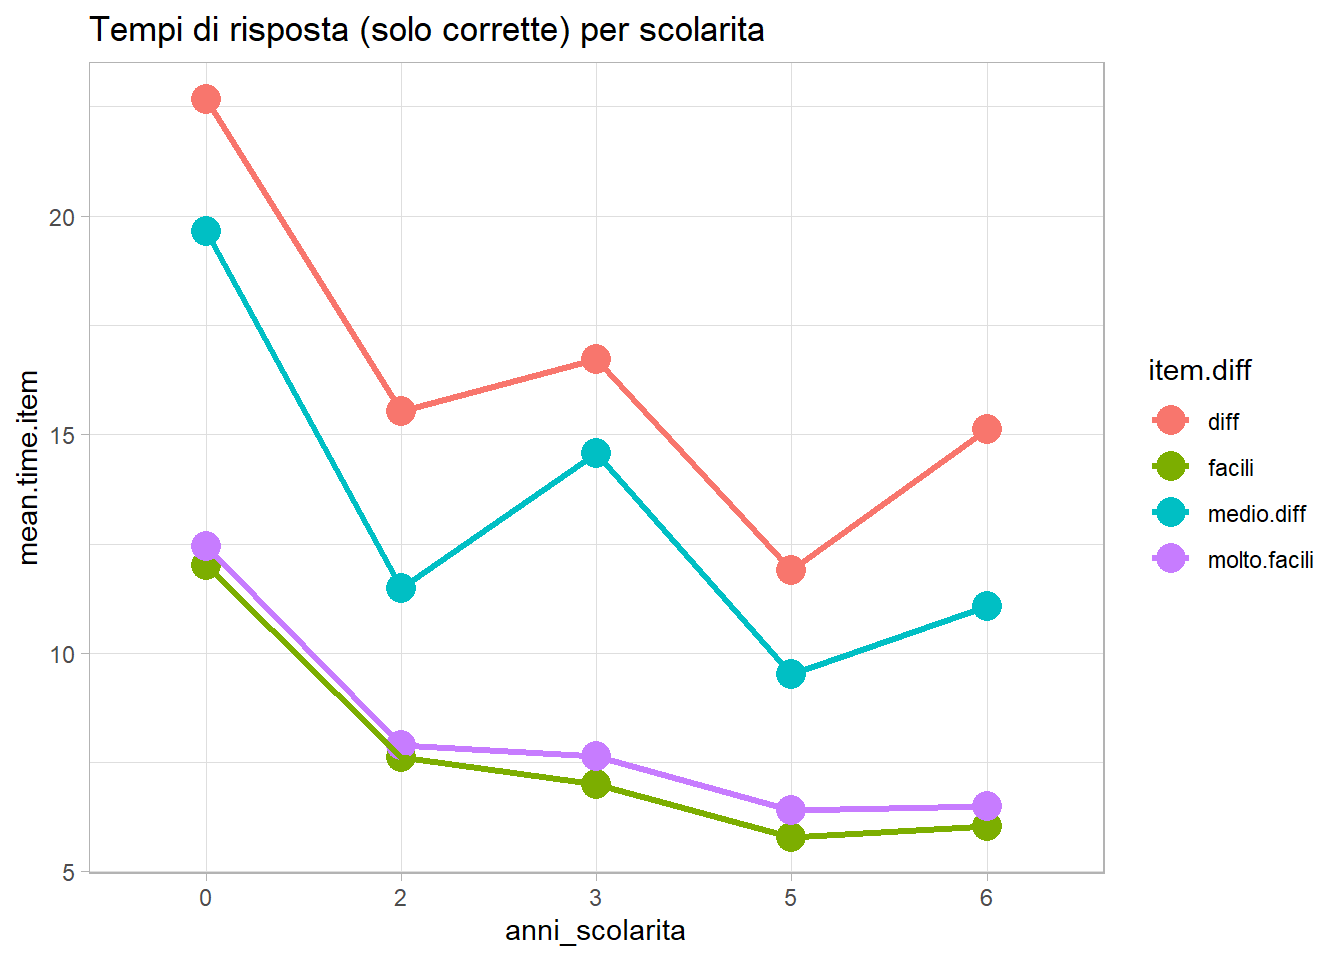 Tempi di risposta (solo corrette) per scolarita
mean.time.item
20
15
10
5
0 2 3 5 6
anni_scolarita
item.diff
diff
facili
medio.diff
molto.facili